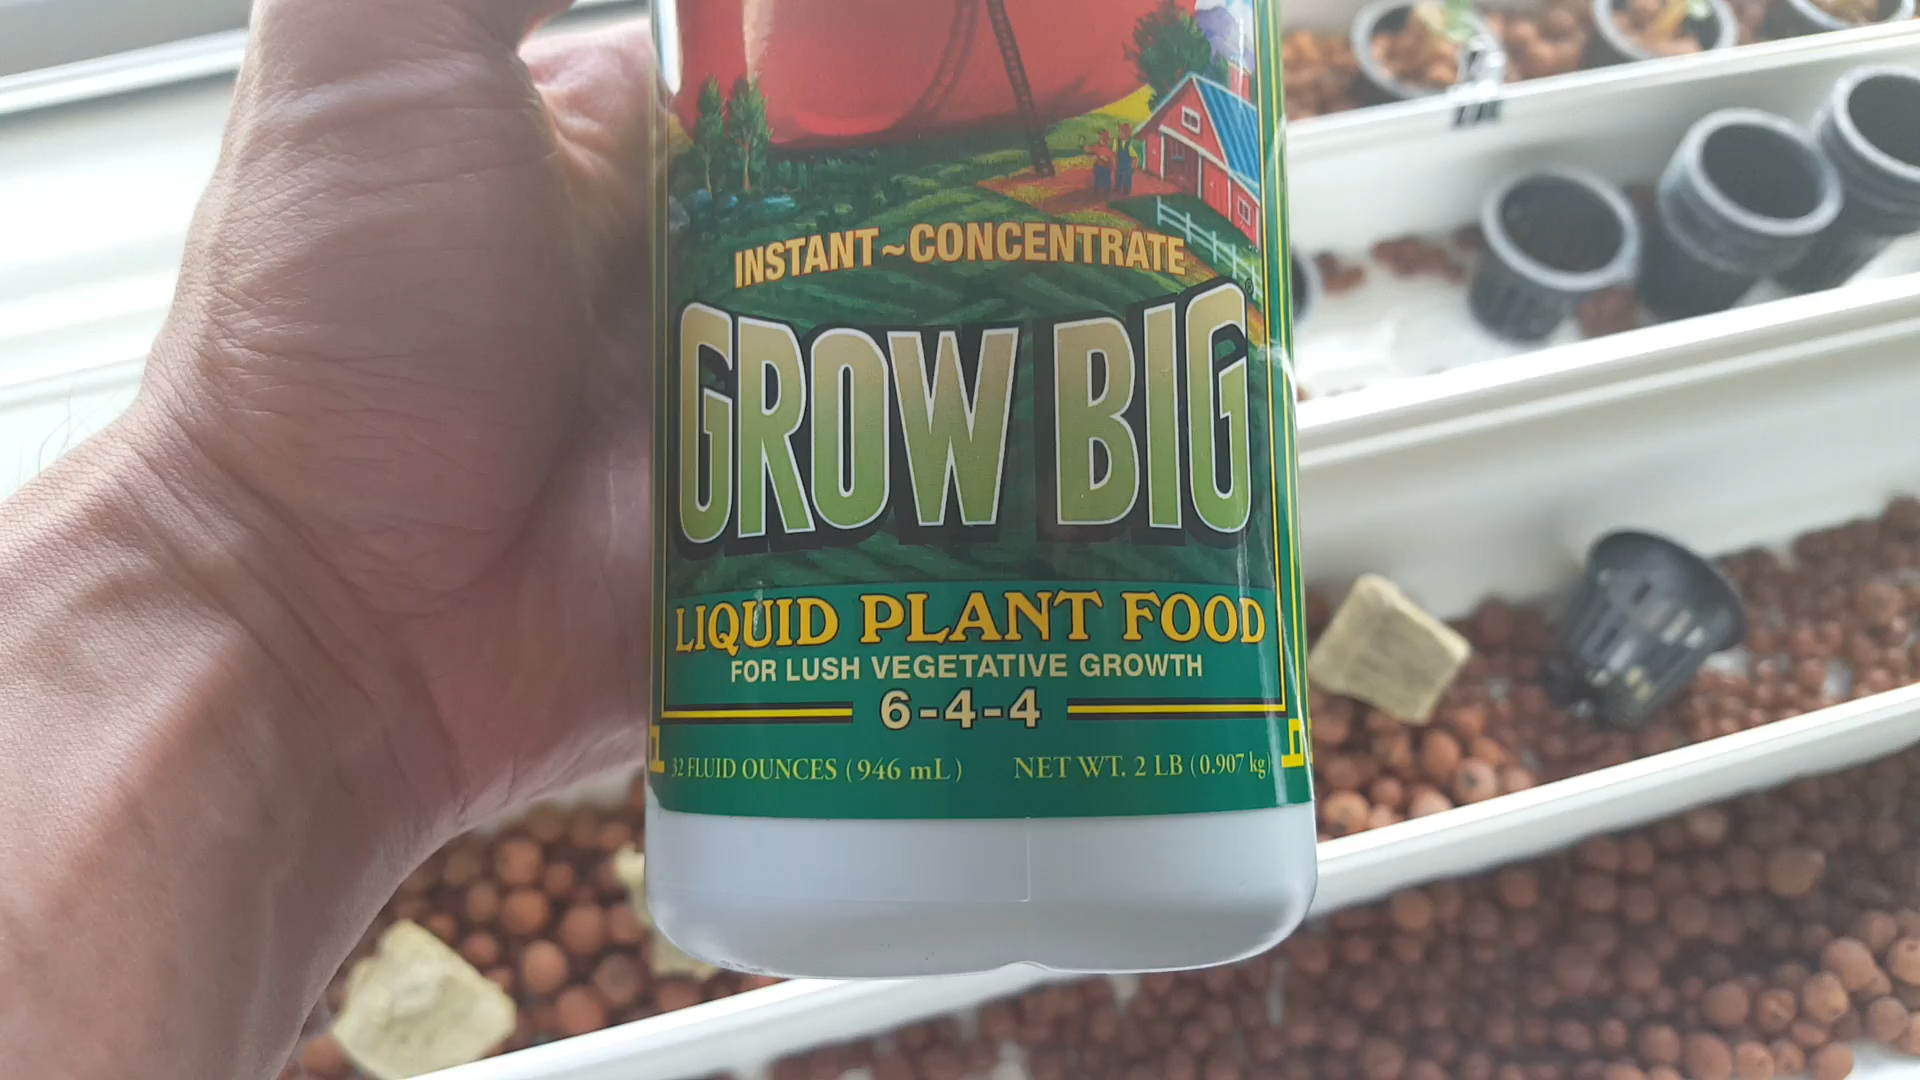 INSTANT~CONCENTRATE
GROW BIG®
LIQUID PLANT FOOD
FOR LUSH VEGETATIVE GROWTH
6-4-4
32 FLUID OUNCES (946 mL) NET WT. 2 LB (0.907 kg)